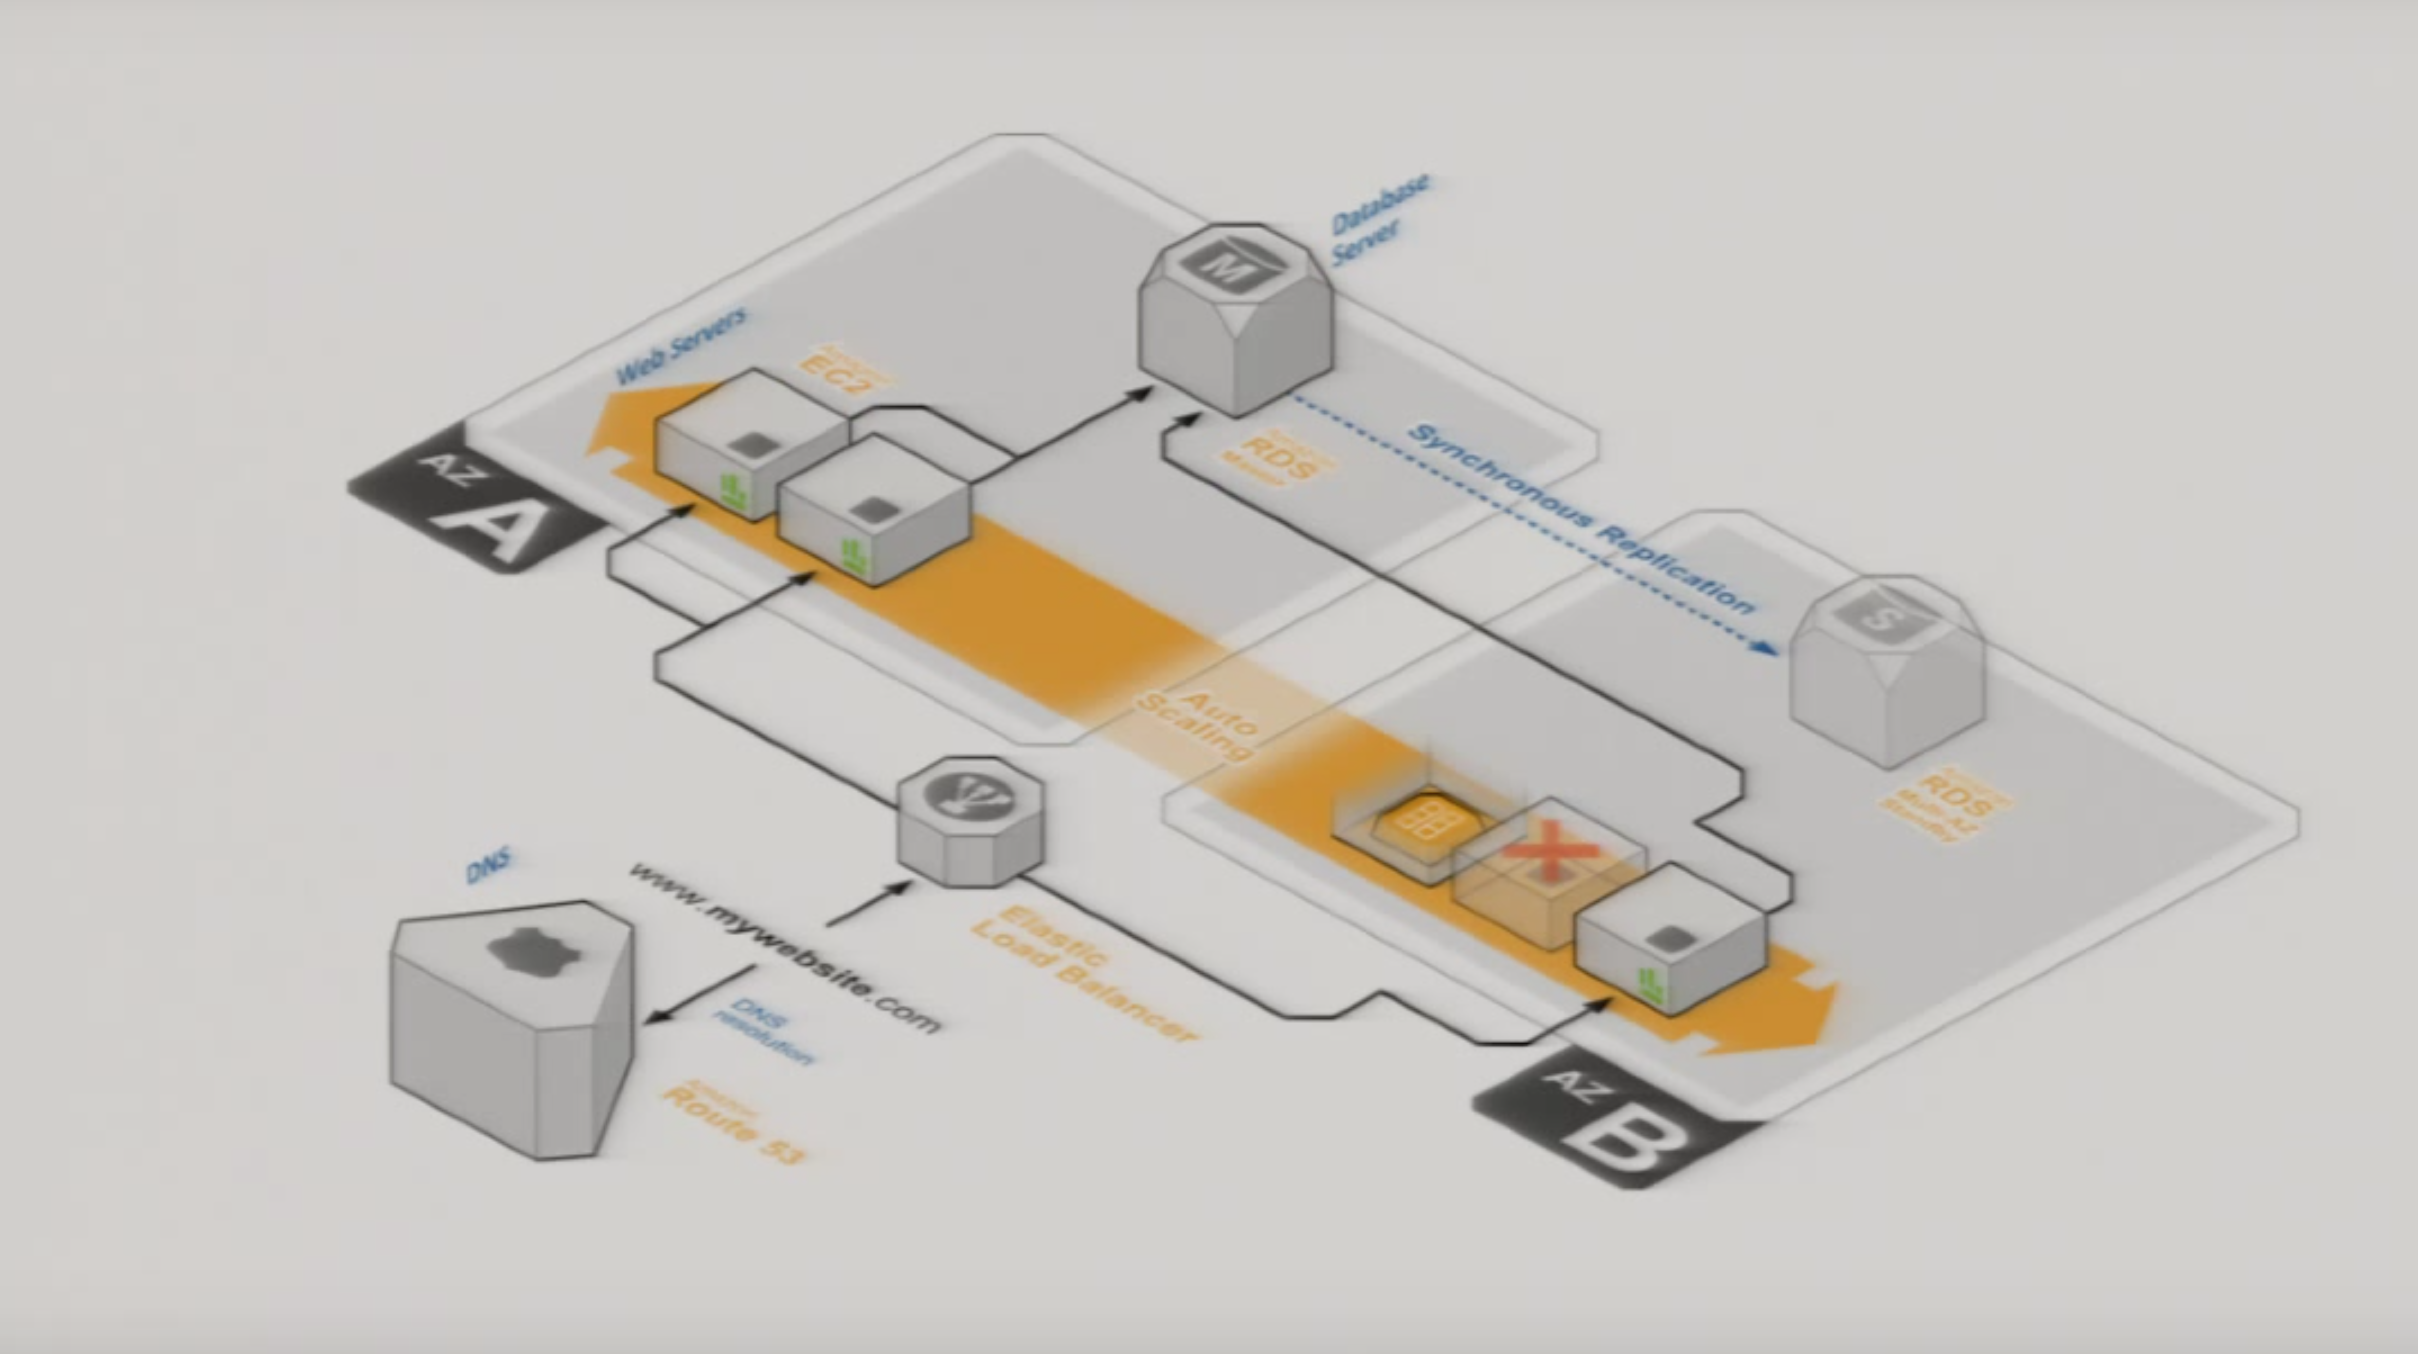 Database
Server
M
Web Servers
Amazon
EC2
AZ
A
Amazon
RDS
Master
Synchronous Replication
S
Amazon
RDS
Multi-AZ
Standby
Auto
Scaling
DNS
www.mywebsite.com
DNS
resolution
Elastic
Load Balancer
Amazon
Route 53
AZ
B